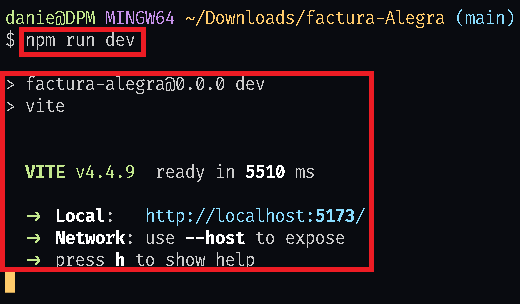 danie@DPM MINGW64 ~/Downloads/factura-Alegra (main)
$ npm run dev
> factura-alegra@0.0.0 dev
> vite
VITE v4.4.9 ready in 5510 ms
➜ Local: http://localhost:5173/
➜ Network: use --host to expose
➜ press h to show help